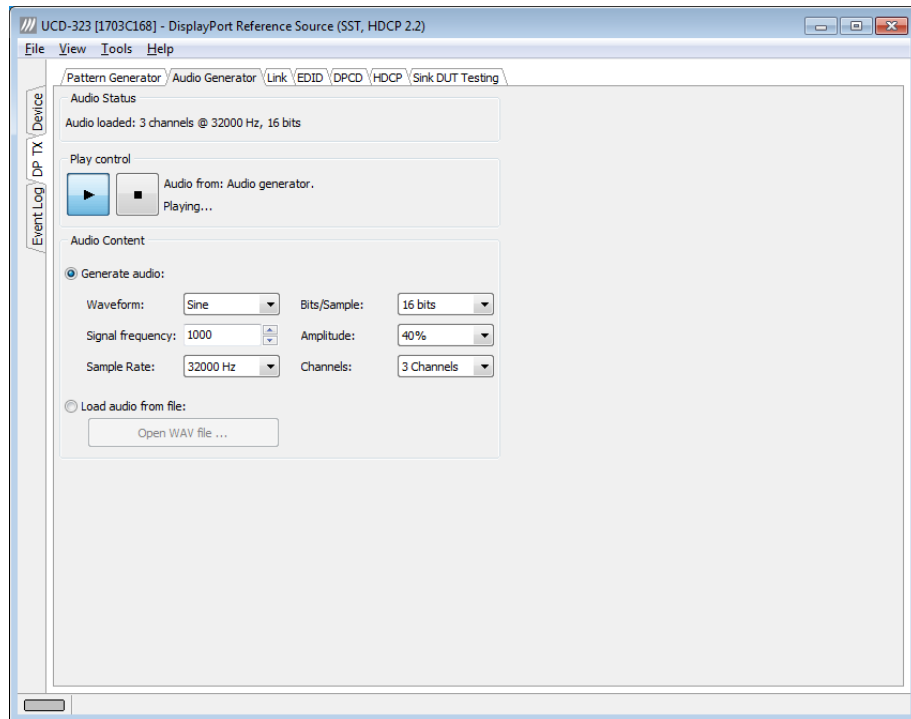 UCD-323 [1703C168] - DisplayPort Reference Source (SST, HDCP 2.2)
File View Tools Help
Pattern Generator Audio Generator Link EDID DPCD HDCP Sink DUT Testing
Device
DP TX
Event Log
Audio Status
Audio loaded: 3 channels @ 32000 Hz, 16 bits
Play control
Audio from: Audio generator.
Playing...
Audio Content
Generate audio:
Waveform: Sine Bits/Sample: 16 bits
Signal frequency: 1000 Amplitude: 40%
Sample Rate: 32000 Hz Channels: 3 Channels
Load audio from file:
Open WAV file ...